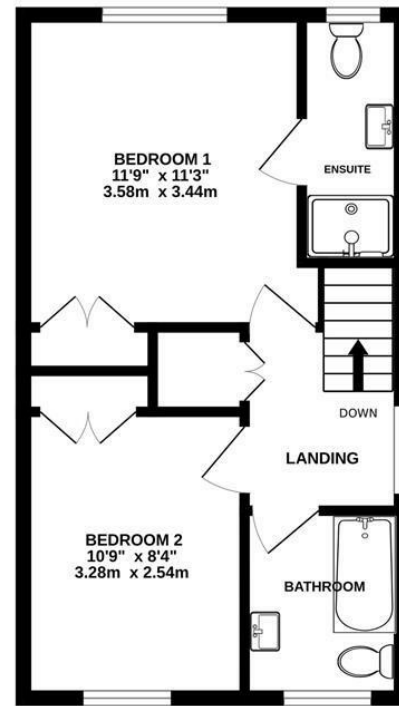 BEDROOM 1
11'9" x 11'3"
3.58m x 3.44m
ENSUITE
DOWN
LANDING
BEDROOM 2
10'9" x 8'4"
3.28m x 2.54m
BATHROOM